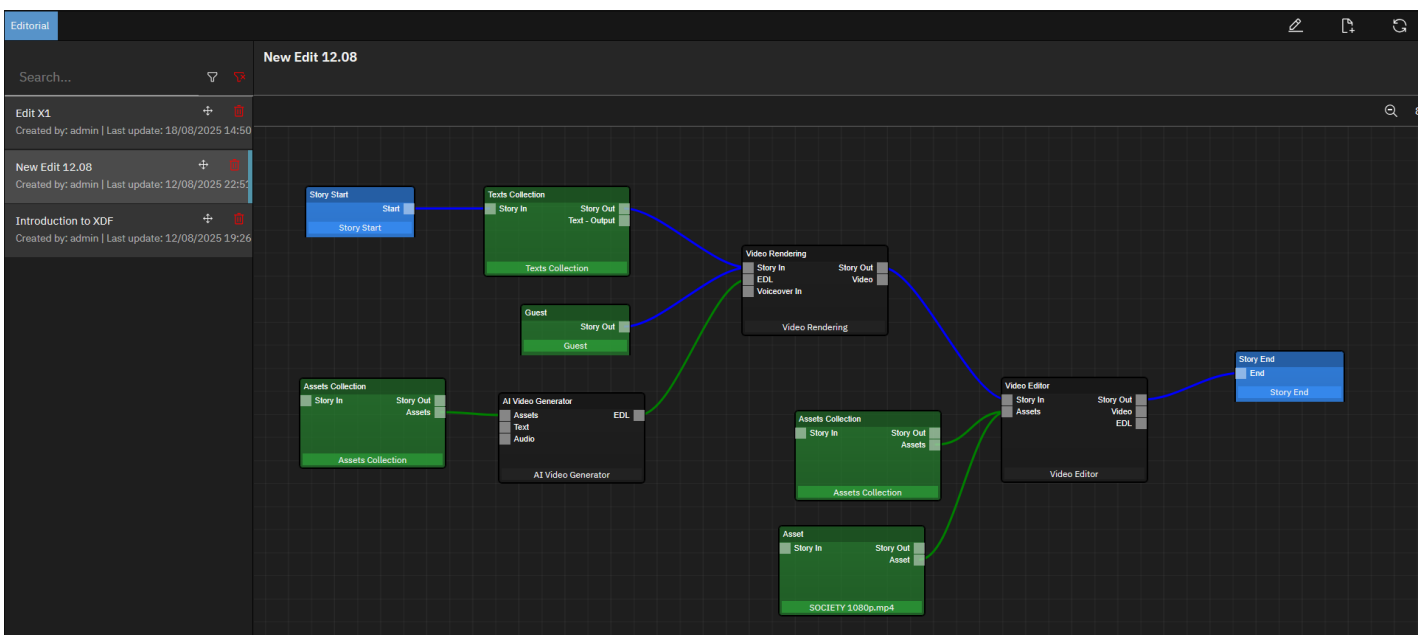 Editorial
New Edit 12.08
Search...
Edit X1
Created by: admin | Last update: 18/08/2025 14:50
New Edit 12.08
Created by: admin | Last update: 12/08/2025 22:51
Introduction to XDF
Created by: admin | Last update: 12/08/2025 19:26
Story Start
Start
Story Start
Texts Collection
Story In Story Out
Text - Output
Texts Collection
Guest
Story Out
Guest
Video Rendering
Story In Story Out
EDL Video
Voiceover In
Video Rendering
Assets Collection
Story In Story Out
Assets
Assets Collection
AI Video Generator
Assets EDL
Text
Audio
AI Video Generator
Assets Collection
Story In Story Out
Assets
Assets Collection
Asset
Story In Story Out
Asset
SOCIETY 1080p.mp4
Video Editor
Story In Story Out
Assets Video
EDL
Video Editor
Story End
End
Story End